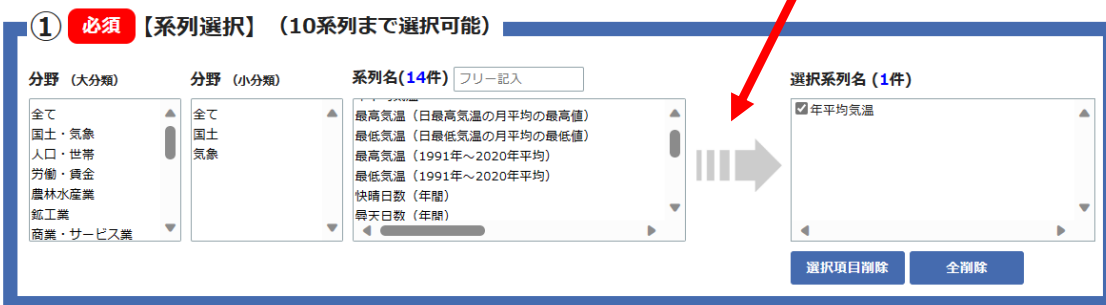 ① 必須 【系列選択】（10系列まで選択可能）
分野 （大分類）
全て
国土・気象
人口・世帯
労働・賃金
農林水産業
鉱工業
商業・サービス業
分野 （小分類）
全て
国土
気象
系列名(14件) フリー記入
最高気温（日最高気温の月平均の最高値）
最低気温（日最低気温の月平均の最低値）
最高気温（1991年～2020年平均）
最低気温（1991年～2020年平均）
快晴日数（年間）
曇天日数（年間）
選択系列名 (1件)
年平均気温
選択項目削除
全削除